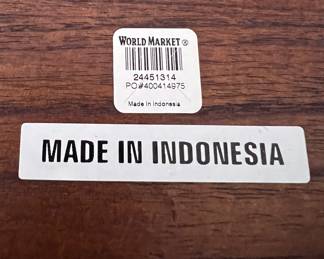 WORLD MARKET®
24451314
PO#400414975
Made in Indonesia
MADE IN INDONESIA